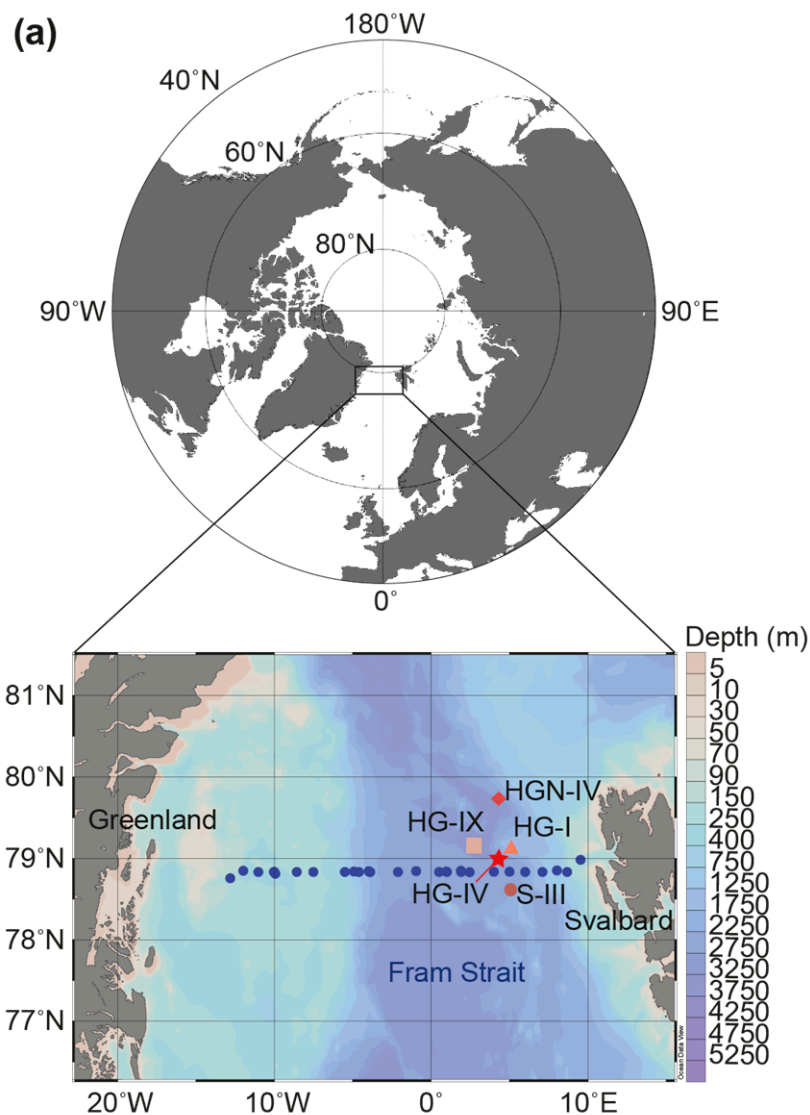 (a)
180˚W
40˚N
60˚N
80˚N
90˚W
90˚E
0˚
Depth (m)
5
10
30
50
70
90
150
250
400
750
1250
1750
2250
2750
3250
3750
4250
4750
5250
81˚N
80˚N
79˚N
78˚N
77˚N
HGN-IV
Greenland
HG-IX
HG-I
HG-IV
S-III
Svalbard
Fram Strait
Ocean Data View
20˚W
10˚W
0˚
10˚E